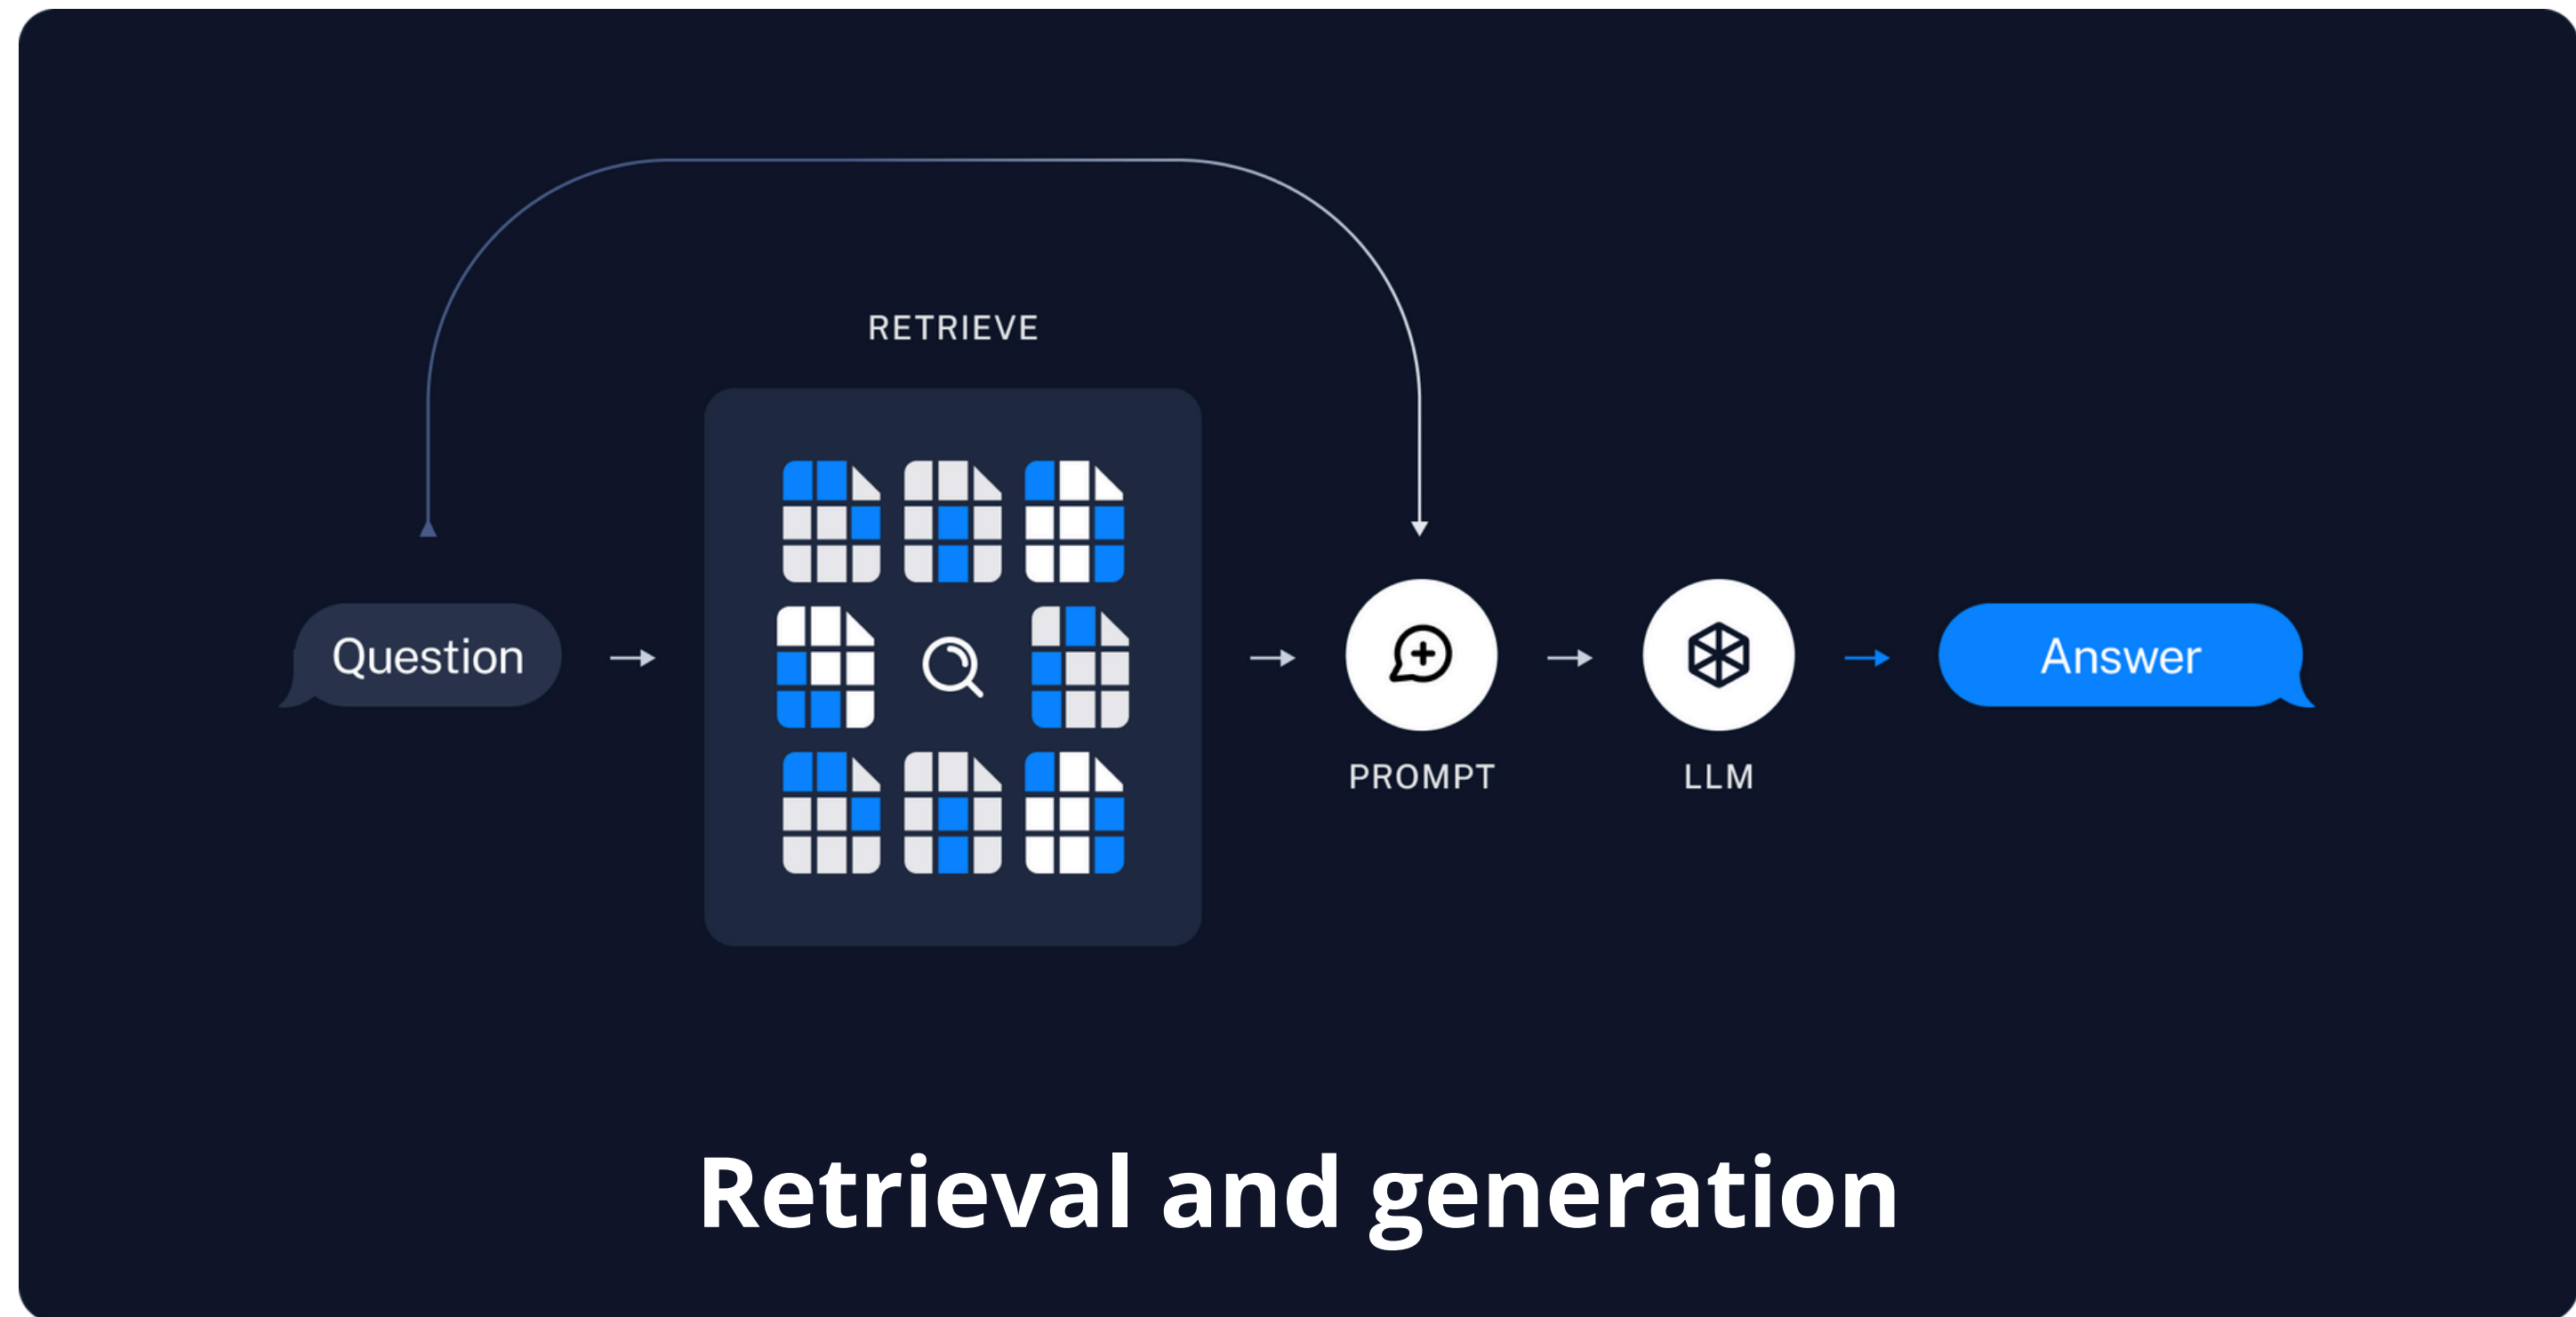 RETRIEVE
Question
Answer
PROMPT
LLM
Retrieval and generation